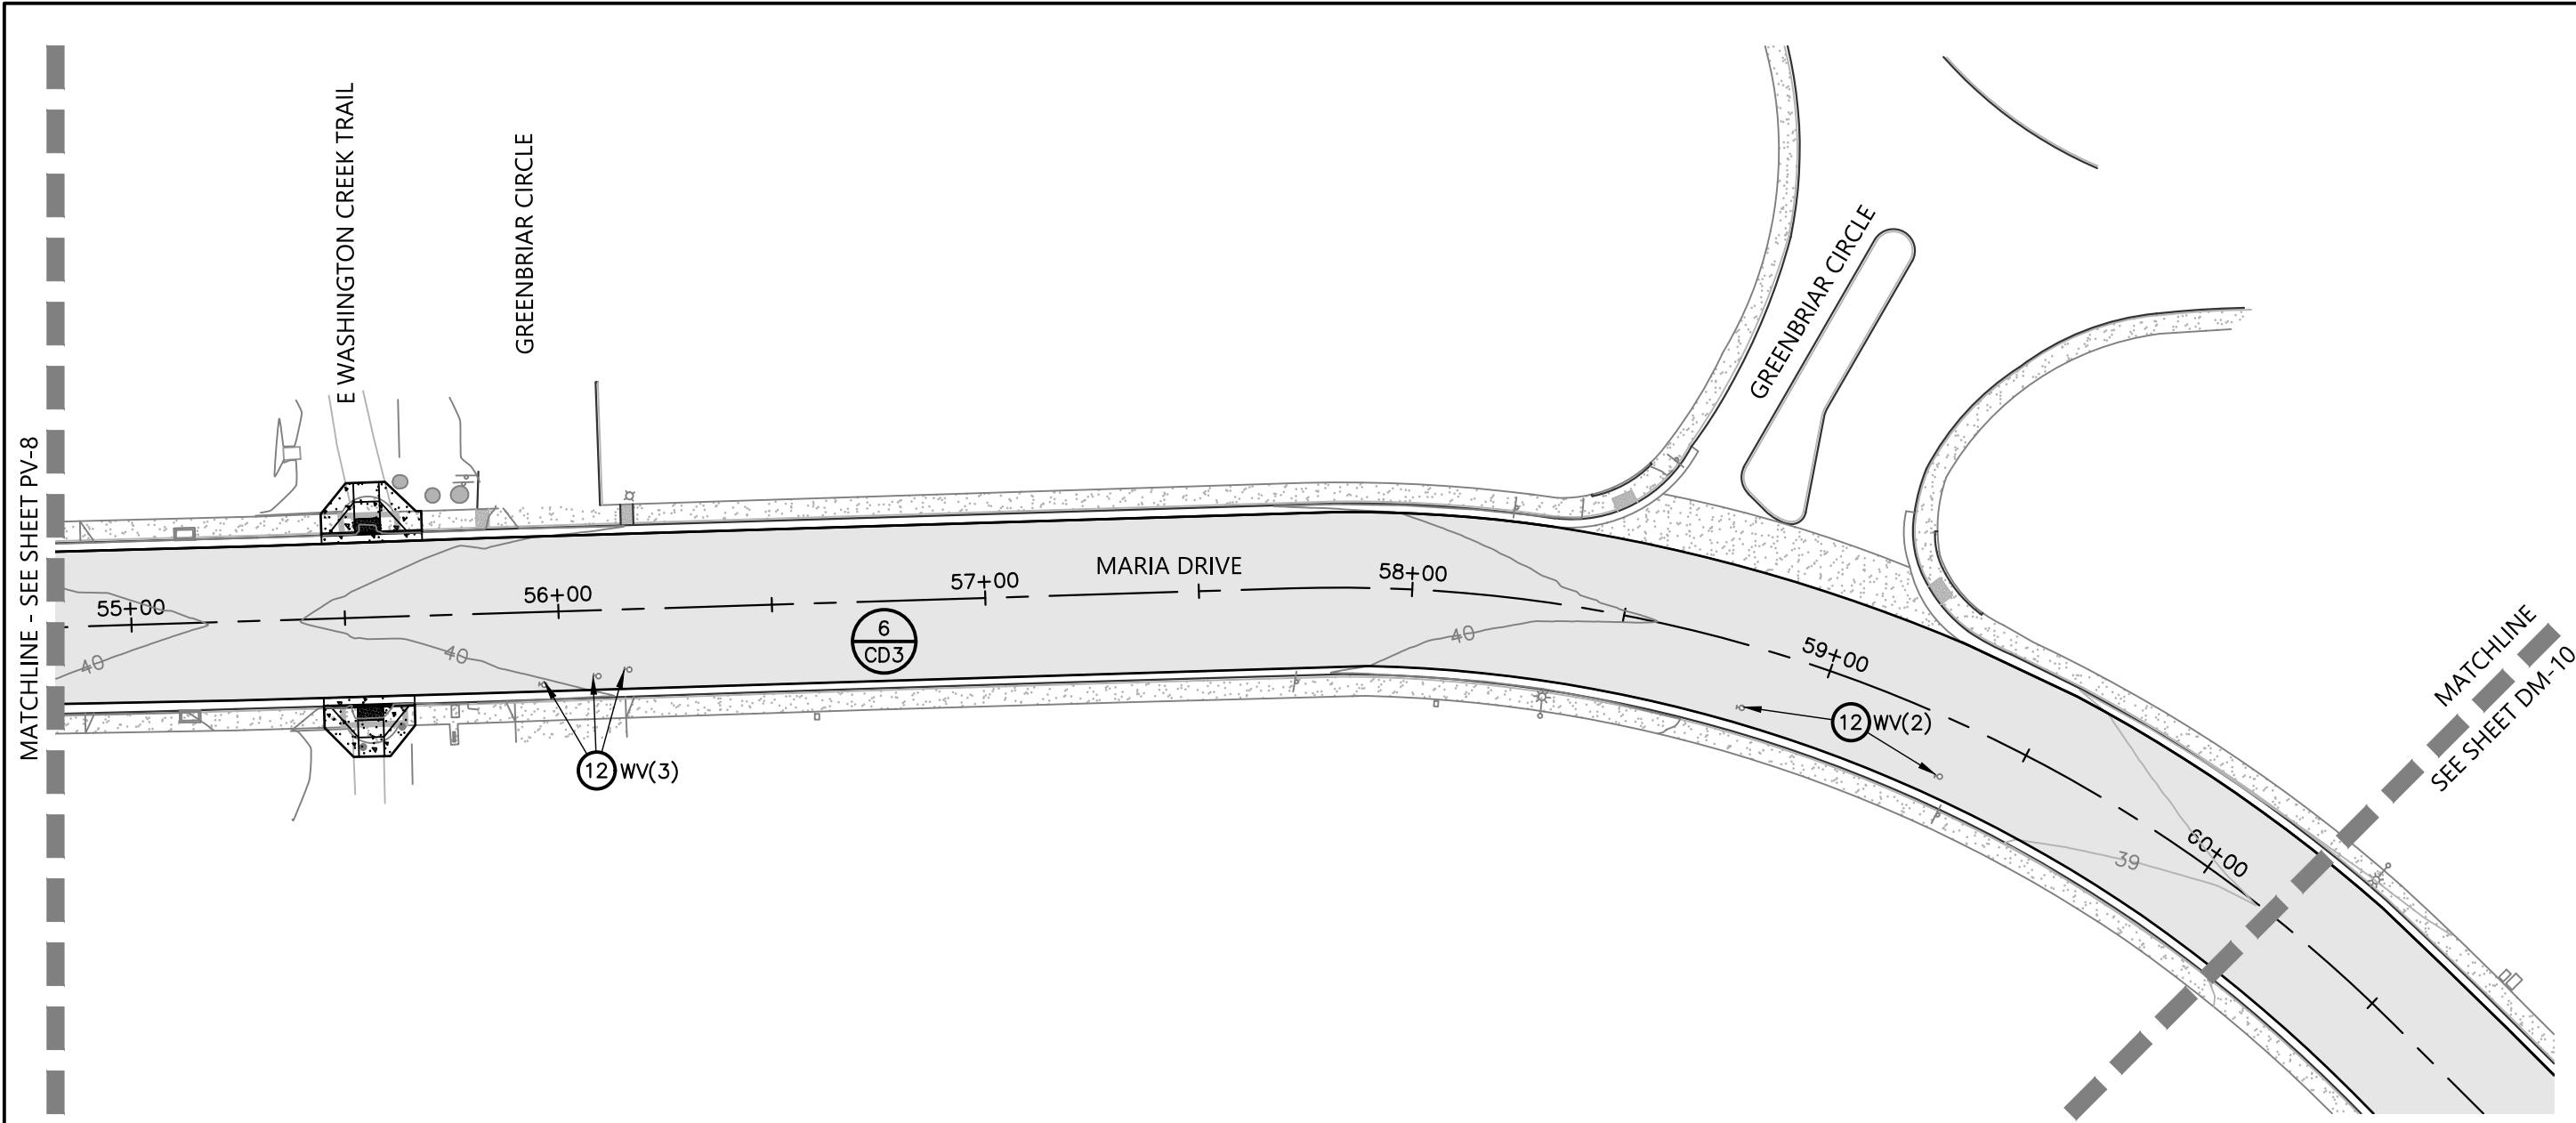 E WASHINGTON CREEK TRAIL
GREENBRIAR CIRCLE
GREENBRIAR CIRCLE
MATCHLINE - SEE SHEET PV-8
MARIA DRIVE
55+00
56+00
57+00
58+00
59+00
60+00
40
40
40
39
6
CD3
12 WV(3)
12 WV(2)
MATCHLINE
SEE SHEET DM-10